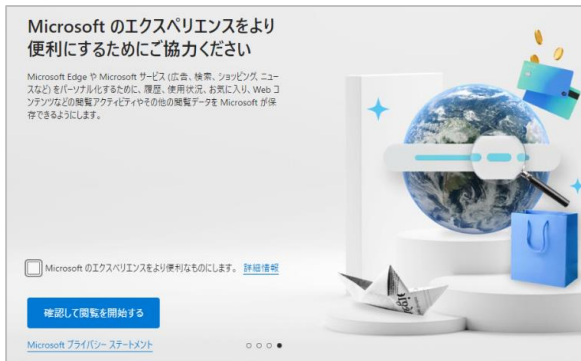 Microsoft のエクスペリエンスをより
便利にするためにご協力ください
Microsoft Edge や Microsoft サービス (広告、検索、ショッピング、ニュー
スなど) をパーソナル化するために、履歴、使用状況、お気に入り、Web コ
ンテンツなどの閲覧アクティビティやその他の閲覧データを Microsoft が保
存できるようにします。
Microsoft のエクスペリエンスをより便利なものにします。 詳細情報
確認して閲覧を開始する
Microsoft プライバシー ステートメント